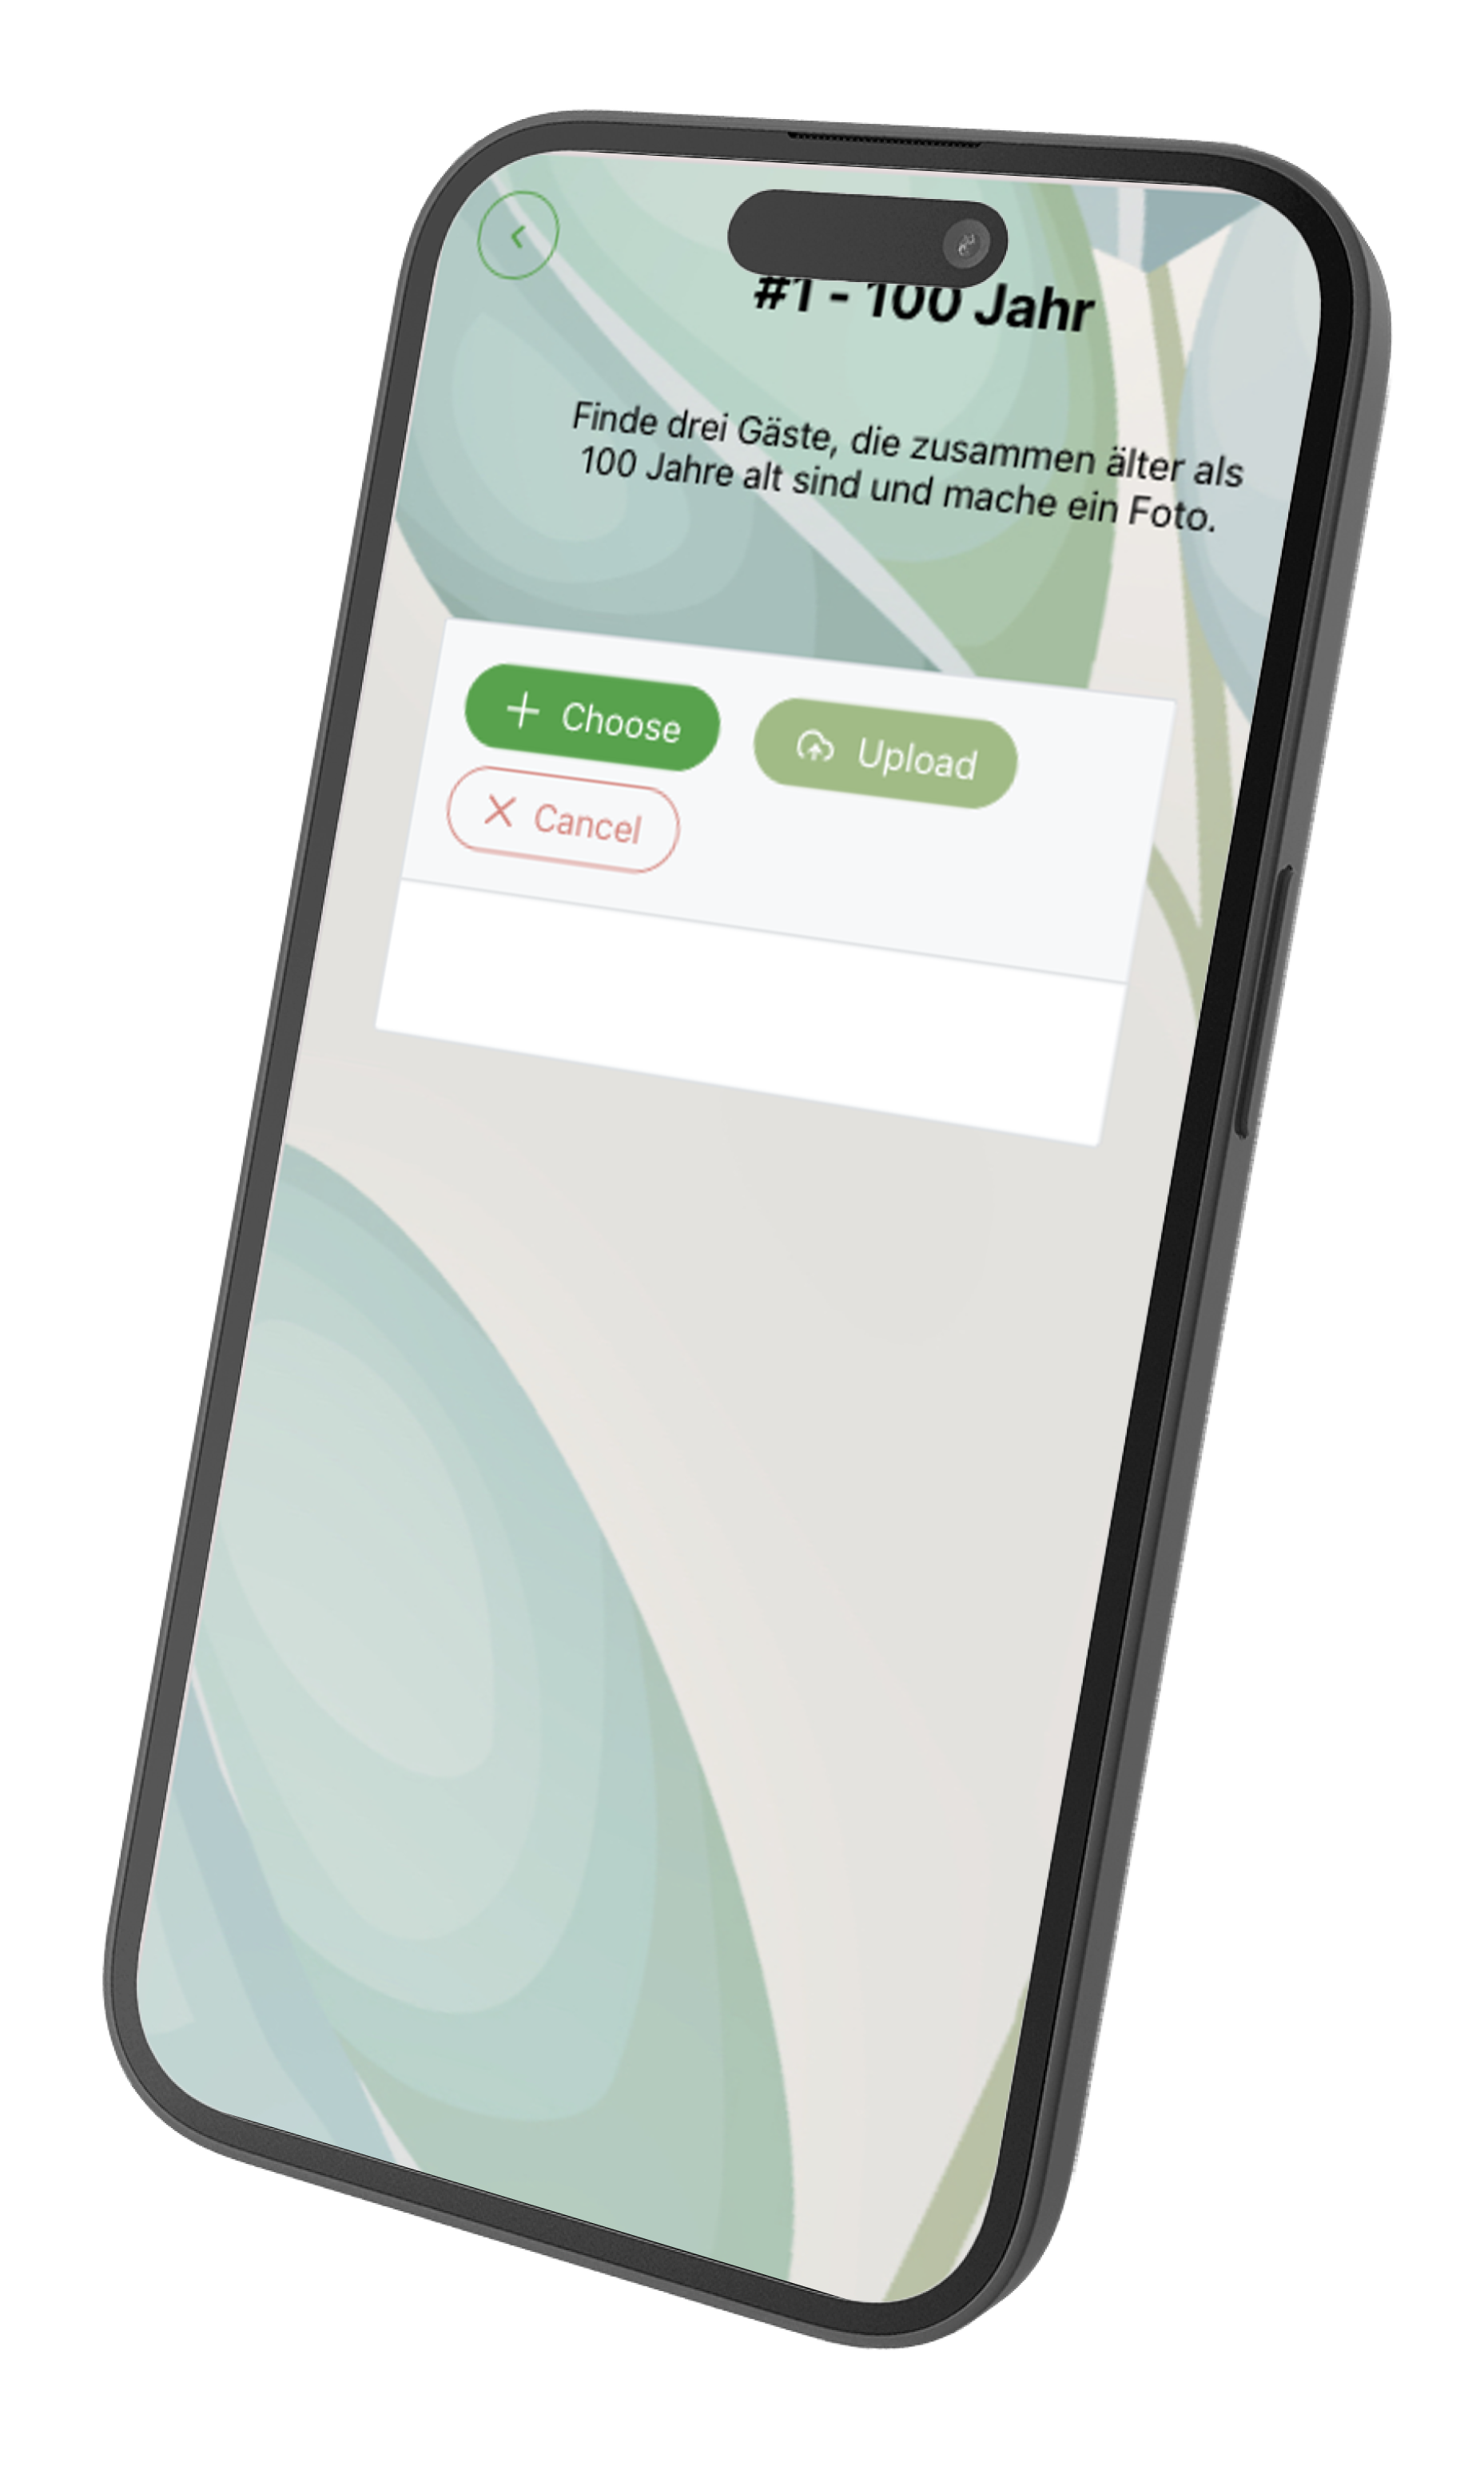 #1 - 100 Jahr
Finde drei Gäste, die zusammen älter als
100 Jahre alt sind und mache ein Foto.
Choose
Upload
Cancel